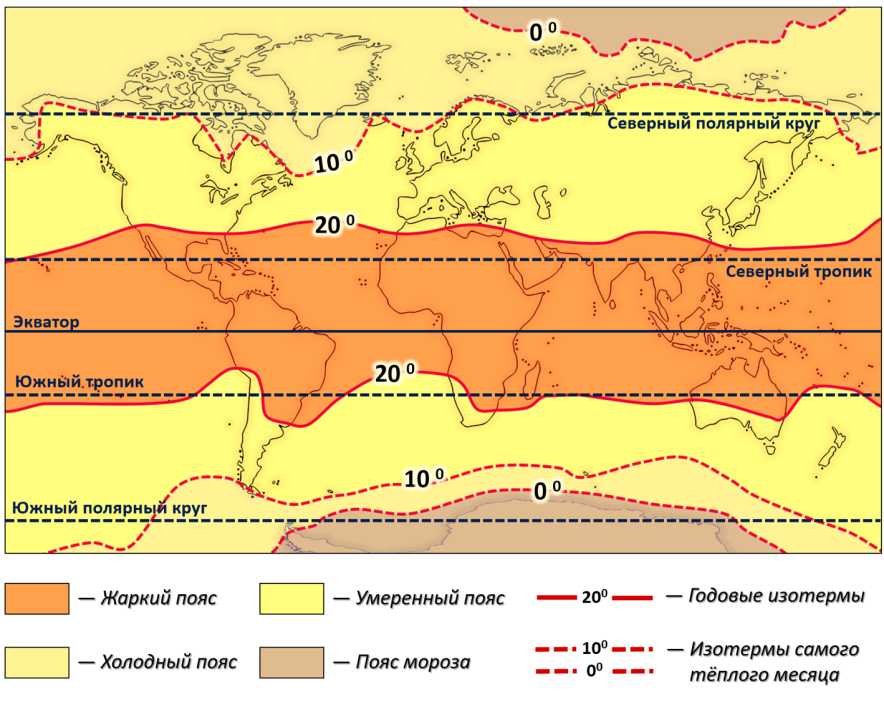 0⁰
Северный полярный круг
10⁰
20⁰
Северный тропик
Экватор
Южный тропик
20⁰
10⁰
0⁰
Южный полярный круг
— Жаркий пояс
— Умеренный пояс
20⁰
— Годовые изотермы
— Холодный пояс
— Пояс мороза
10⁰
0⁰
— Изотермы самого
тёплого месяца